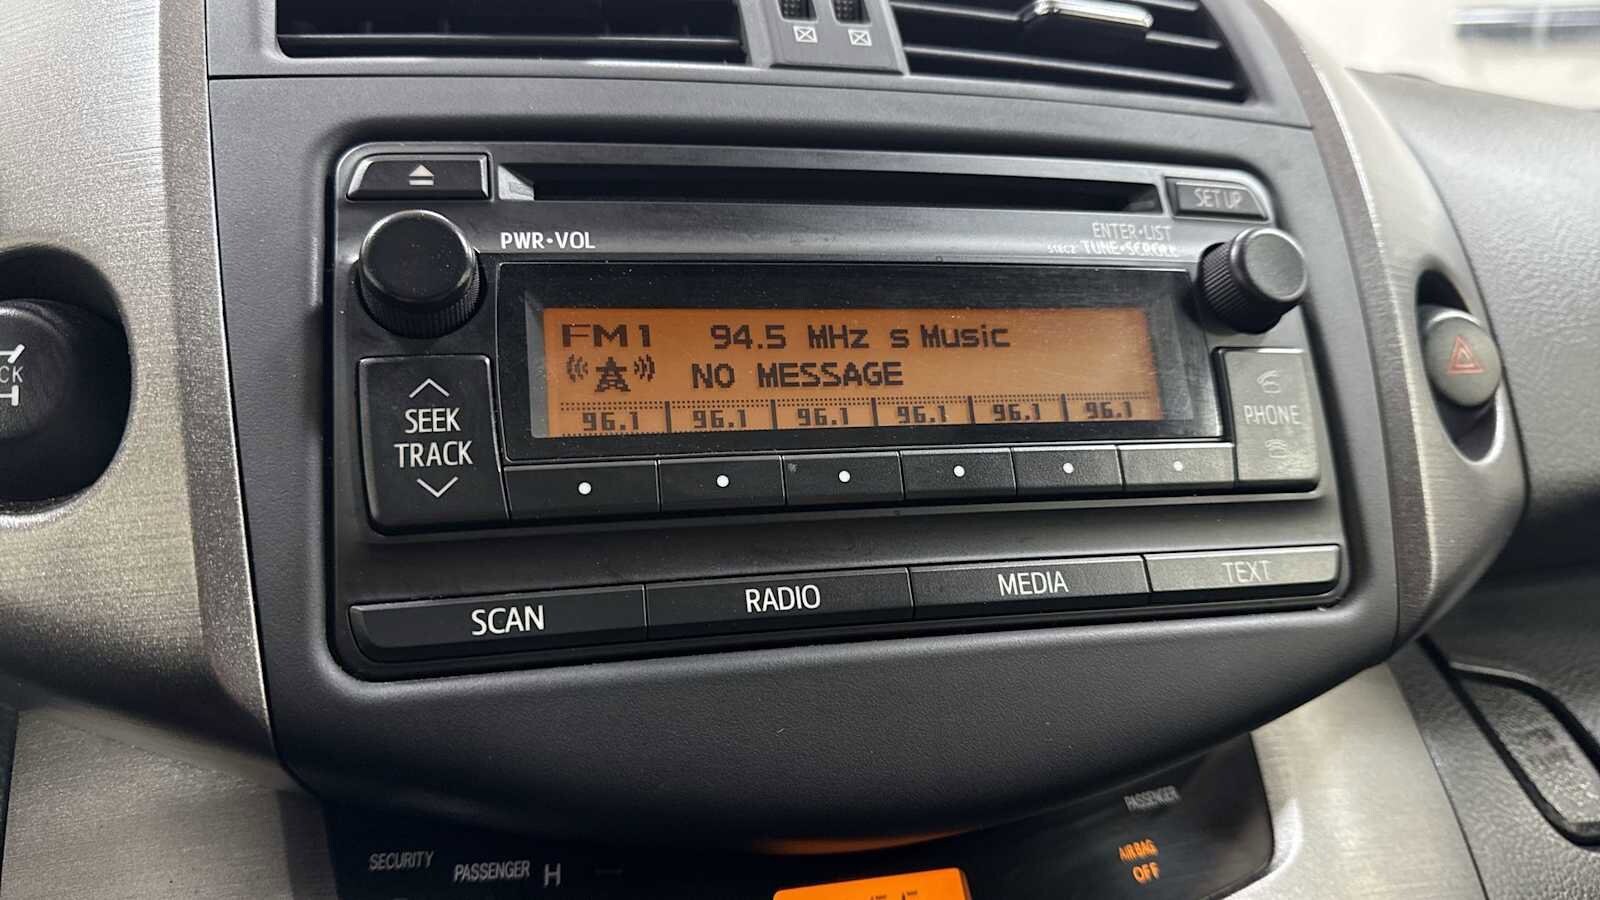 SET UP
PWR•VOL
ENTER•LIST
TUNE•SCROLL
FM1 94.5 MHz s Music
NO MESSAGE
96.1 96.1 96.1 96.1 96.1 96.1
SEEK
TRACK
PHONE
SCAN RADIO MEDIA TEXT
PASSENGER
AIR BAG
OFF
SECURITY PASSENGER